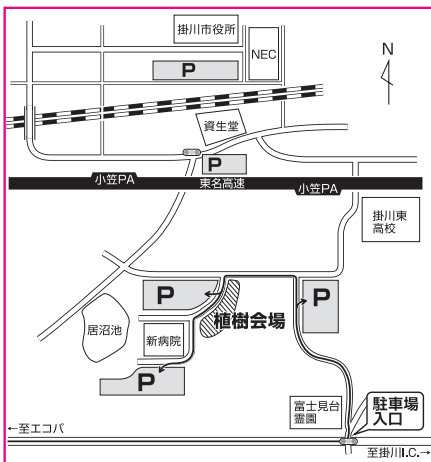 掛川市役所
NEC
P
N
資生堂
P
小笠PA
東名高速
小笠PA
掛川東
高校
P
植樹会場
P
居沼池
新病院
P
富士見台
霊園
駐車場
入口
←至エコパ
至掛川I.C.→